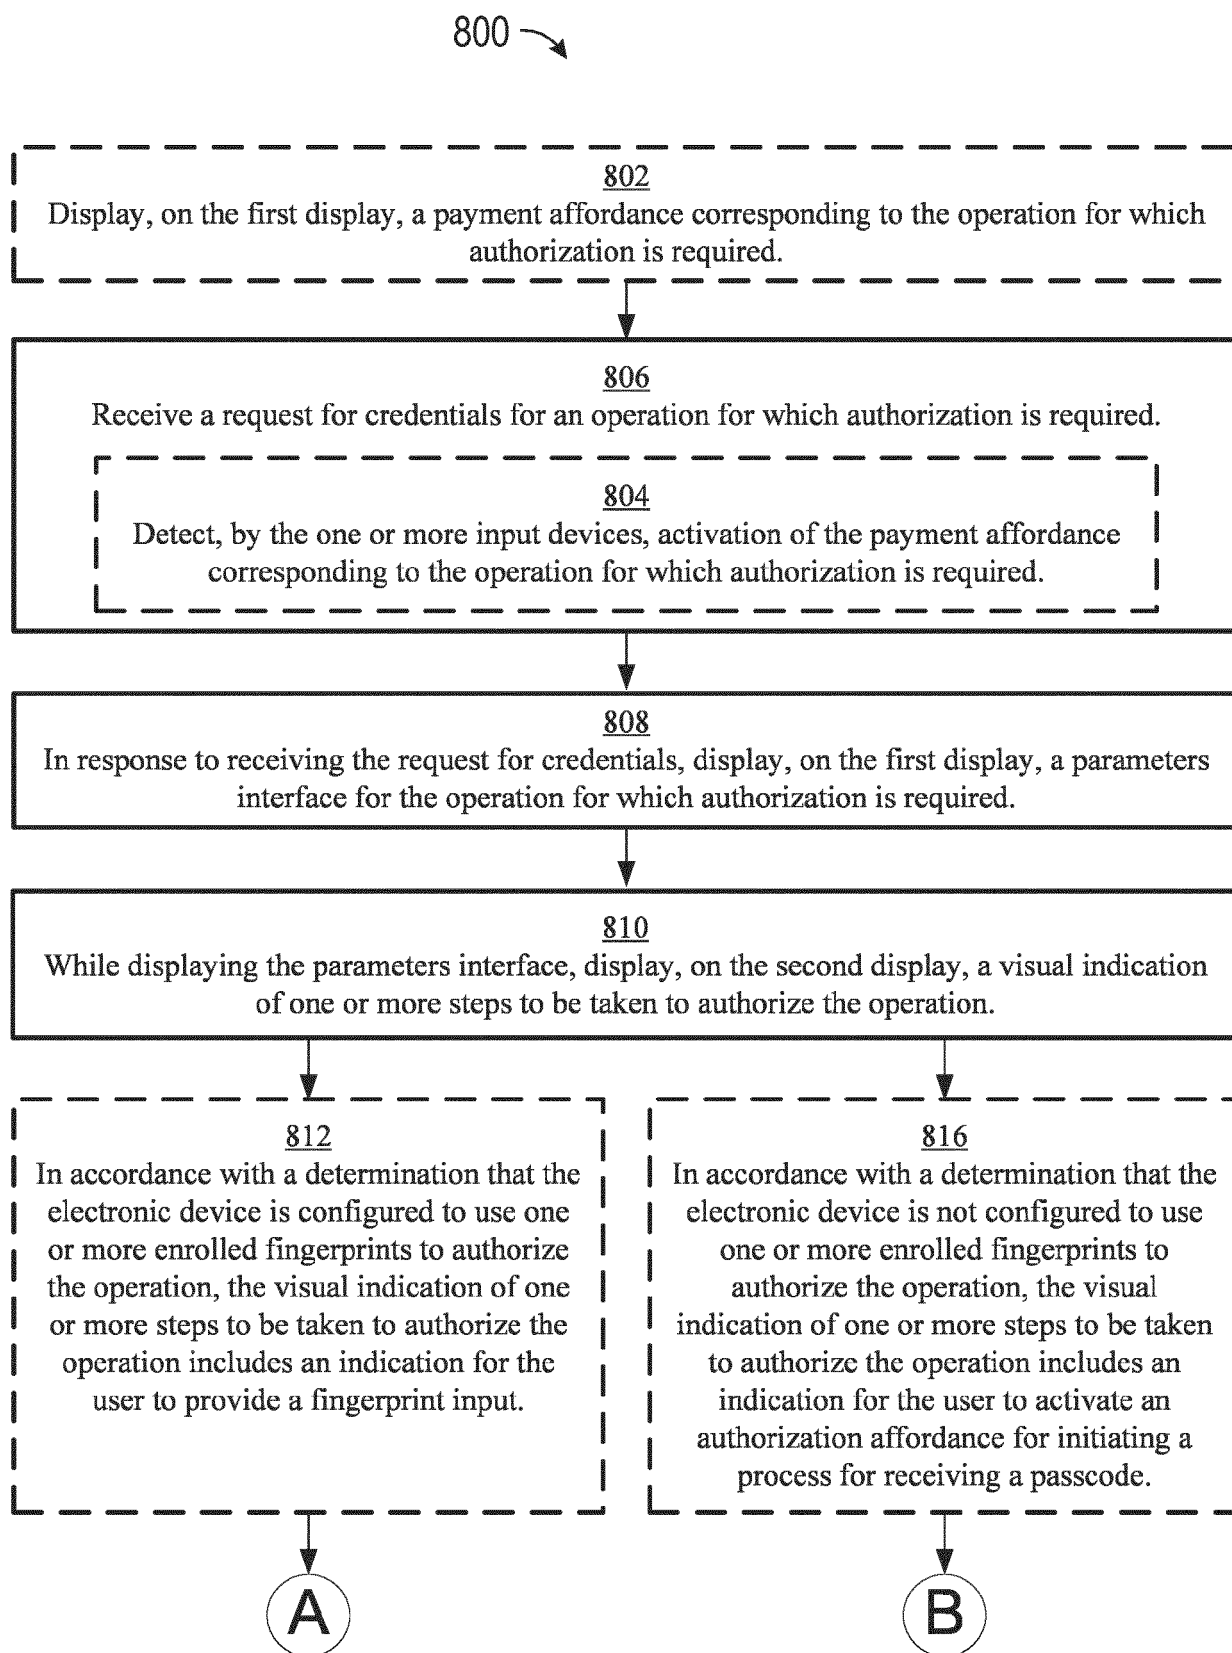 800
802
Display, on the first display, a payment affordance corresponding to the operation for which
authorization is required.
806
Receive a request for credentials for an operation for which authorization is required.
804
Detect, by the one or more input devices, activation of the payment affordance
corresponding to the operation for which authorization is required.
808
In response to receiving the request for credentials, display, on the first display, a parameters
interface for the operation for which authorization is required.
810
While displaying the parameters interface, display, on the second display, a visual indication
of one or more steps to be taken to authorize the operation.
812
In accordance with a determination that the
electronic device is configured to use one
or more enrolled fingerprints to authorize
the operation, the visual indication of one
or more steps to be taken to authorize the
operation includes an indication for the
user to provide a fingerprint input.
816
In accordance with a determination that the
electronic device is not configured to use
one or more enrolled fingerprints to
authorize the operation, the visual
indication of one or more steps to be taken
to authorize the operation includes an
indication for the user to activate an
authorization affordance for initiating a
process for receiving a passcode.
A
B